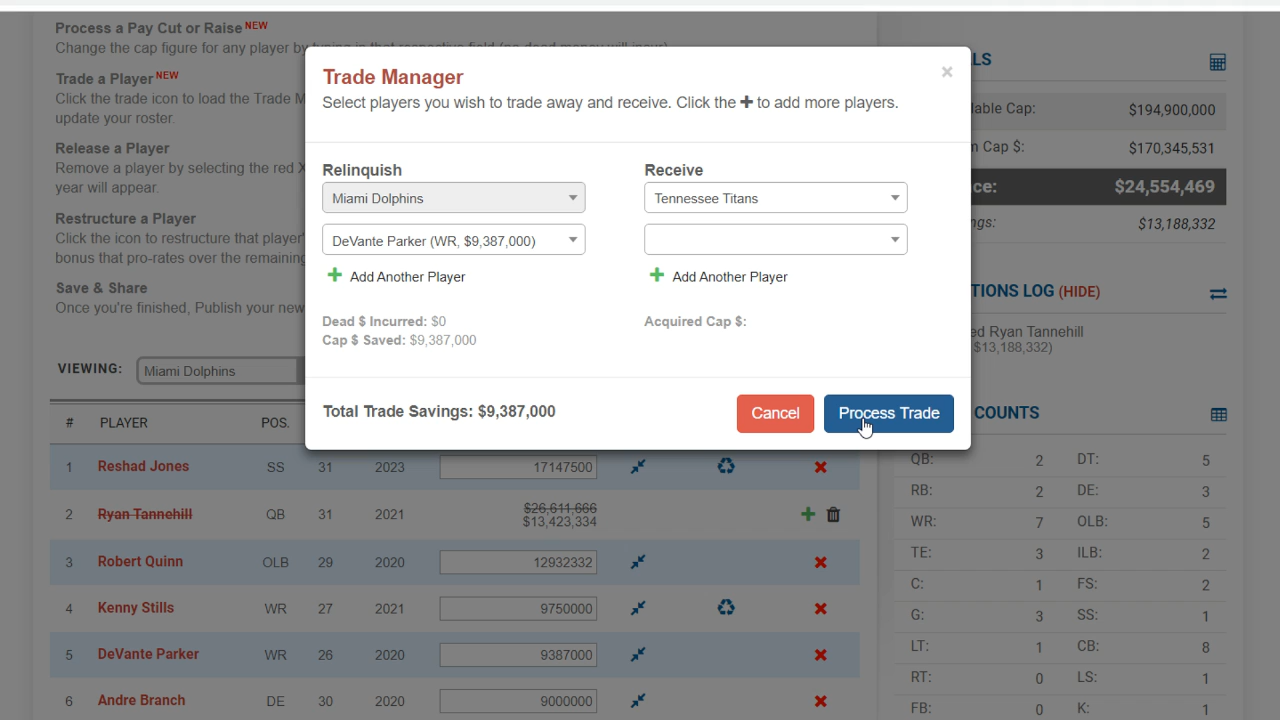 Process a Pay Cut or Raise NEW
Change the cap figure for any player by typing in that respective field (no dead money will incur)
Trade a Player NEW
Click the trade icon to load the Trade M
update your roster.
Release a Player
Remove a player by selecting the red X
year will appear.
Restructure a Player
Click the icon to restructure that player'
bonus that pro-rates over the remaining
Save & Share
Once you're finished, Publish your new
VIEWING: Miami Dolphins
Trade Manager
×
Select players you wish to trade away and receive. Click the + to add more players.
Relinquish
Miami Dolphins
DeVante Parker (WR, $9,387,000)
Add Another Player
Dead $ Incurred: $0
Cap $ Saved: $9,387,000
Receive
Tennessee Titans
Add Another Player
Acquired Cap $:
Total Trade Savings: $9,387,000
Cancel
Process Trade
# PLAYER POS.
1 Reshad Jones SS 31 2023 17147500
2 Ryan Tannehill QB 31 2021 $26,611,666
$13,423,334
3 Robert Quinn OLB 29 2020 12932332
4 Kenny Stills WR 27 2021 9750000
5 DeVante Parker WR 26 2020 9387000
6 Andre Branch DE 30 2020 9000000
LS
lable Cap: $194,900,000
n Cap $: $170,345,531
ce: $24,554,469
ngs: $13,188,332
TIONS LOG (HIDE)
ed Ryan Tannehill
$13,188,332)
COUNTS
QB: 2 DT: 5
RB: 2 DE: 3
WR: 7 OLB: 5
TE: 3 ILB: 2
C: 1 FS: 2
G: 3 SS: 1
LT: 1 CB: 8
RT: 0 LS: 1
FB: 0 K: 1